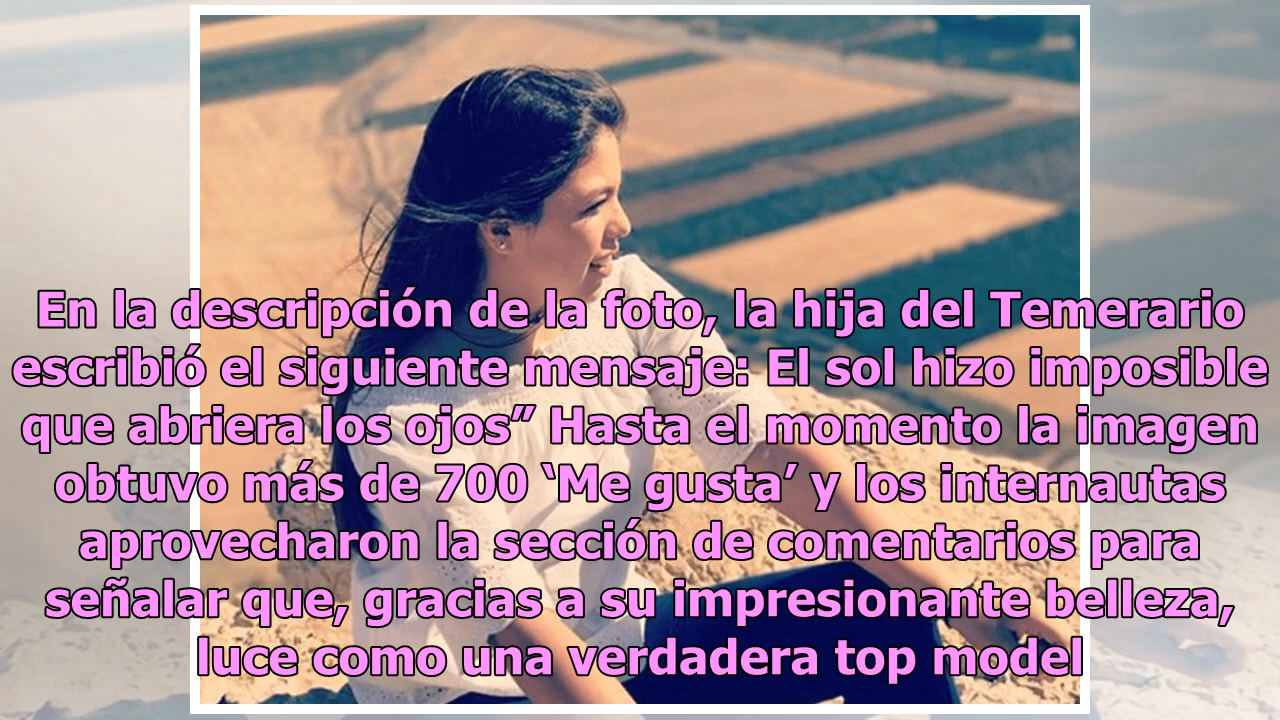 En la descripción de la foto, la hija del Temerario
escribió el siguiente mensaje: El sol hizo imposible
que abriera los ojos” Hasta el momento la imagen
obtuvo más de 700 ‘Me gusta’ y los internautas
aprovecharon la sección de comentarios para
señalar que, gracias a su impresionante belleza,
luce como una verdadera top model